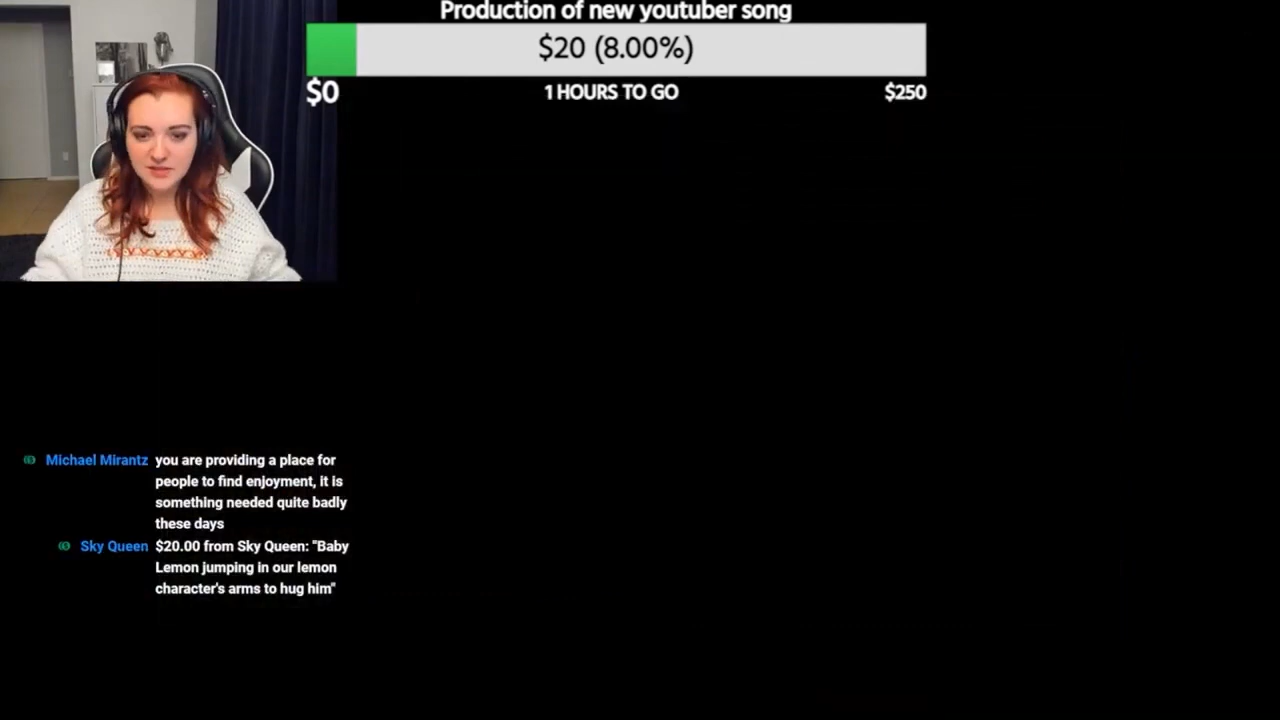 Production of new youtuber song
$20 (8.00%)
$0 1 HOURS TO GO $250
Michael Mirantz you are providing a place for
people to find enjoyment, it is
something needed quite badly
these days
Sky Queen $20.00 from Sky Queen: "Baby
Lemon jumping in our lemon
character's arms to hug him"